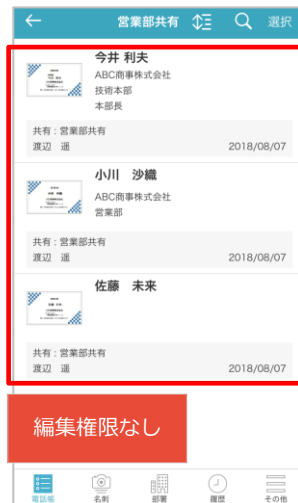 営業部共有
選択
今井 利夫
ABC商事株式会社
技術本部
本部長
共有：営業部共有
渡辺 遥 2018/08/07
小川 沙織
ABC商事株式会社
営業部
共有：営業部共有
渡辺 遥 2018/08/07
佐藤 未来
共有：営業部共有
渡辺 遥 2018/08/07
編集権限なし
電話帳 名刺 部署 履歴 その他